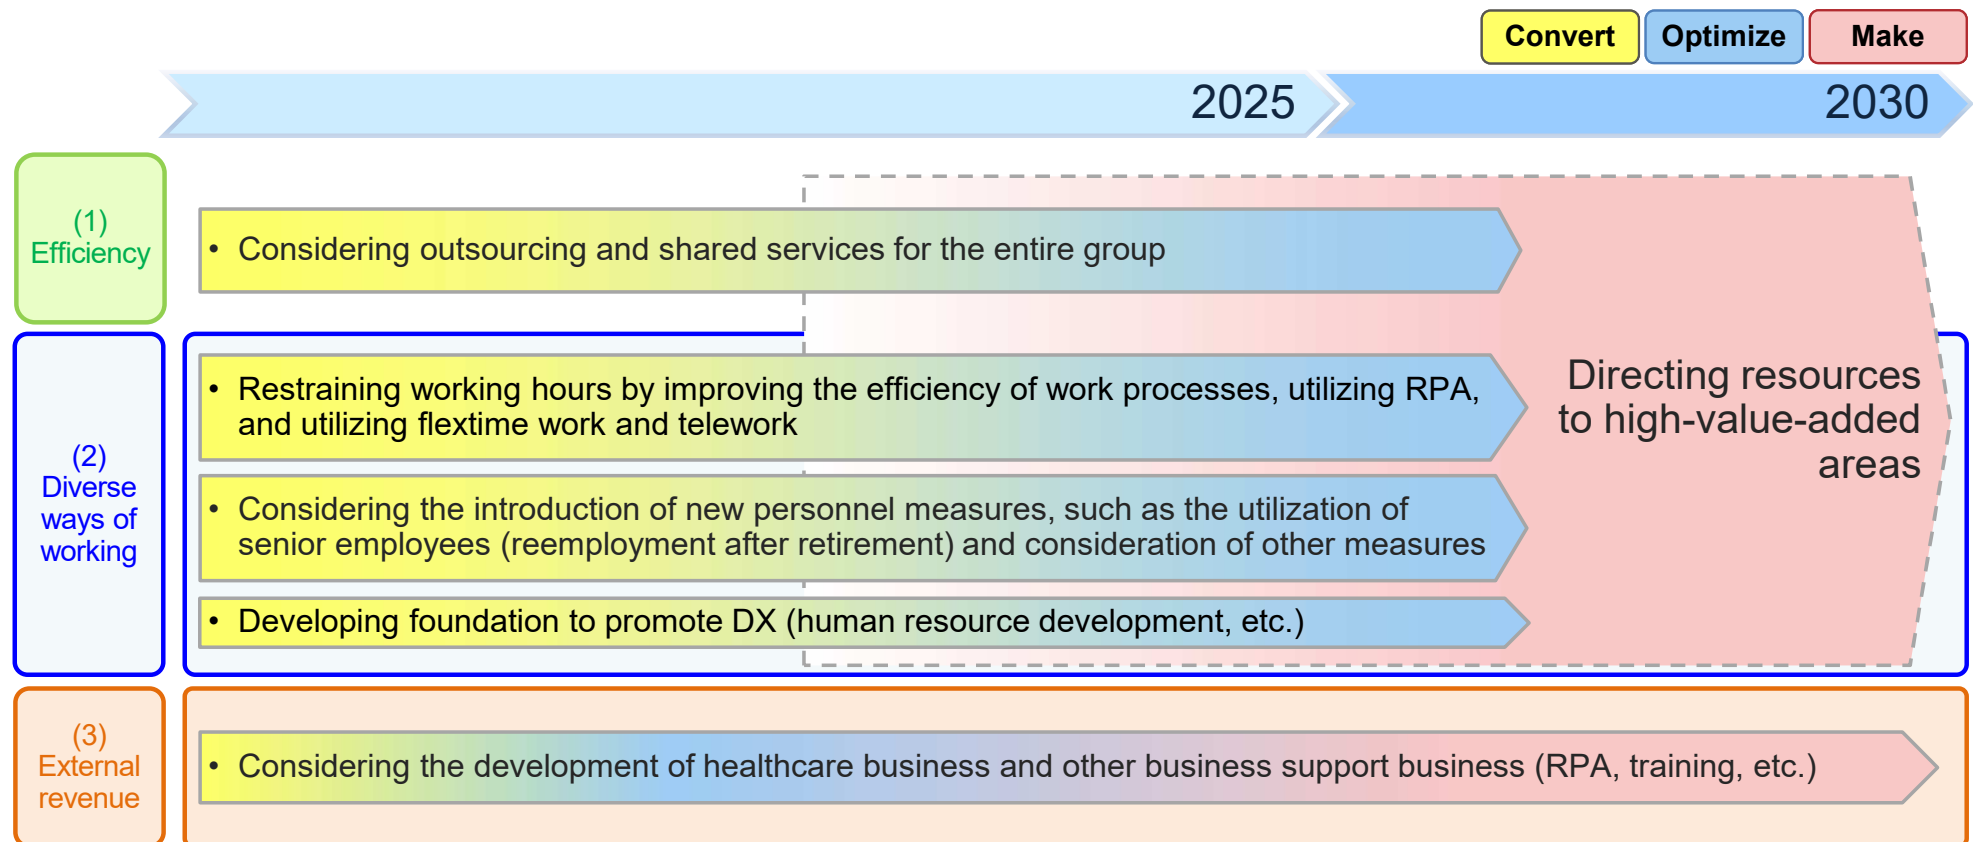 Convert
Optimize
Make
2025
2030
(1)
Efficiency
• Considering outsourcing and shared services for the entire group
(2)
Diverse
ways of
working
• Restraining working hours by improving the efficiency of work processes, utilizing RPA,
and utilizing flextime work and telework
• Considering the introduction of new personnel measures, such as the utilization of
senior employees (reemployment after retirement) and consideration of other measures
• Developing foundation to promote DX (human resource development, etc.)
Directing resources
to high-value-added
areas
(3)
External
revenue
• Considering the development of healthcare business and other business support business (RPA, training, etc.)